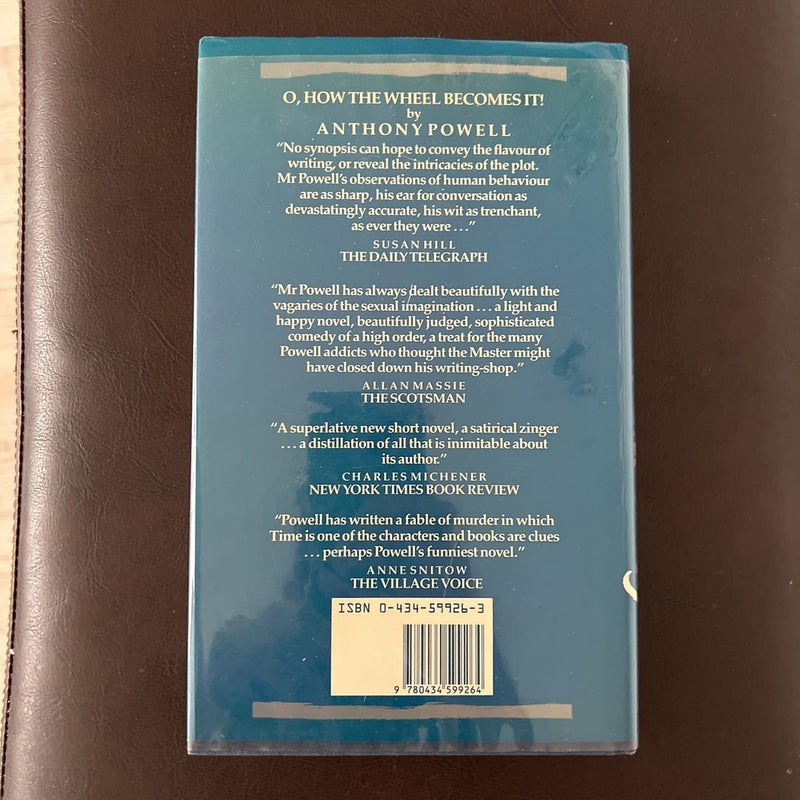 O, HOW THE WHEEL BECOMES IT!
by
ANTHONY POWELL
“No synopsis can hope to convey the flavour of
writing, or reveal the intricacies of the plot.
Mr Powell’s observations of human behaviour
are as sharp, his ear for conversation as
devastatingly accurate, his wit as trenchant,
as ever they were . . .”
SUSAN HILL
THE DAILY TELEGRAPH
“Mr Powell has always dealt beautifully with the
vagaries of the sexual imagination . . . a light and
happy novel, beautifully judged, sophisticated
comedy of a high order, a treat for the many
Powell addicts who thought the Master might
have closed down his writing-shop.”
ALLAN MASSIE
THE SCOTSMAN
“A superlative new short novel, a satirical zinger
. . . a distillation of all that is inimitable about
its author.”
CHARLES MICHENER
NEW YORK TIMES BOOK REVIEW
“Powell has written a fable of murder in which
Time is one of the characters and books are clues
. . . perhaps Powell’s funniest novel.”
ANNE SNITOW
THE VILLAGE VOICE
ISBN 0-434-59926-3
9 780434 599264